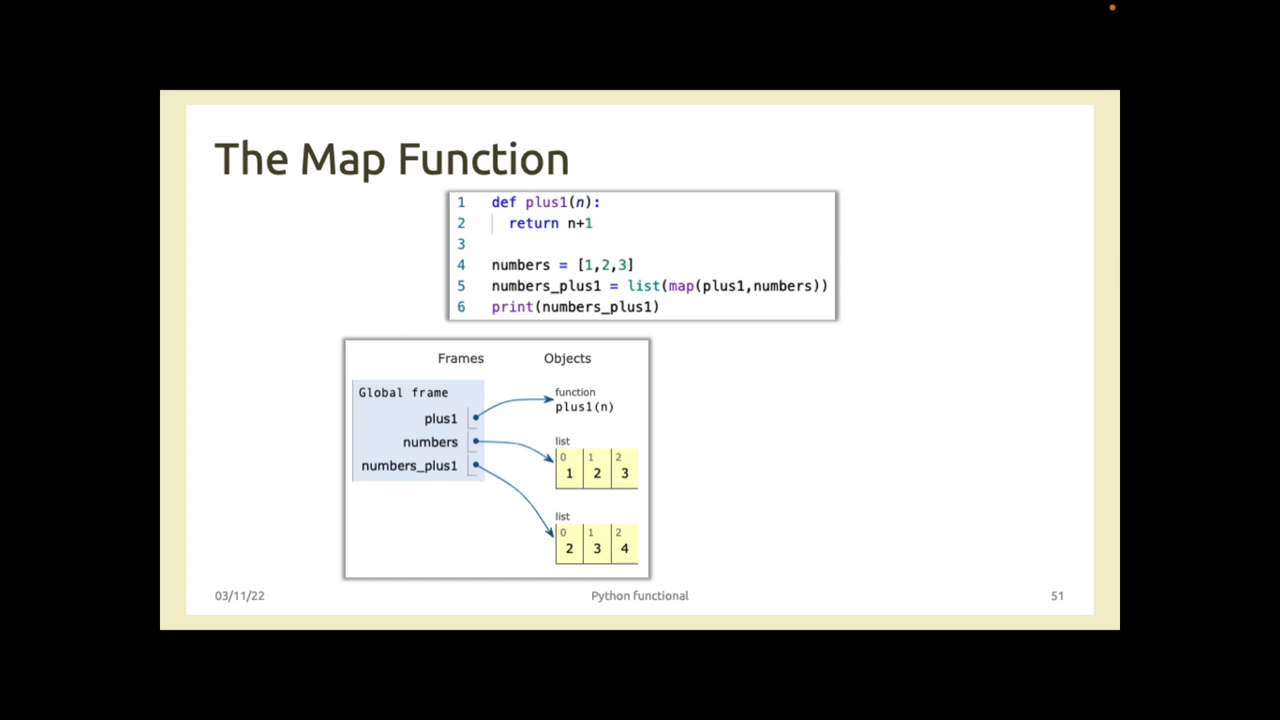 The Map Function
1 def plus1(n):
2 return n+1
3
4 numbers = [1,2,3]
5 numbers_plus1 = list(map(plus1,numbers))
6 print(numbers_plus1)
Frames Objects
Global frame
plus1
numbers
numbers_plus1
function
plus1(n)
list
0 1 2
1 2 3
list
0 1 2
2 3 4
03/11/22 Python functional 51